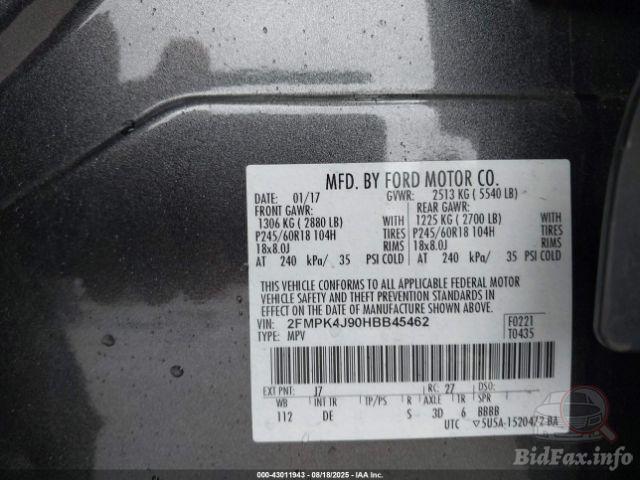 MFD. BY FORD MOTOR CO.
DATE: 01/17 GVWR: 2513 KG ( 5540 LB)
FRONT GAWR: REAR GAWR:
1306 KG ( 2880 LB) WITH 1225 KG ( 2700 LB) WITH
P245/60R18 104H TIRES P245/60R18 104H TIRES
18x8.0J RIMS 18x8.0J RIMS
AT 240 kPa/ 35 PSI COLD AT 240 kPa/ 35 PSI COLD
THIS VEHICLE CONFORMS TO ALL APPLICABLE FEDERAL MOTOR
VEHICLE SAFETY AND THEFT PREVENTION STANDARDS IN EFFECT
ON THE DATE OF MANUFACTURE SHOWN ABOVE.
VIN: 2FMPK4J90HBB45462 F0221
TYPE: MPV T0435
EXT PNT: J7 RC: 27 DSO:
WB INT TR TP/PS R AXLE TR SPR
112 DE S 3D 6 BBBB
UTC ▽5U5A-15204/2 BA
BidFax.info
000-43011943 - 08/18/2025 - IAA Inc.